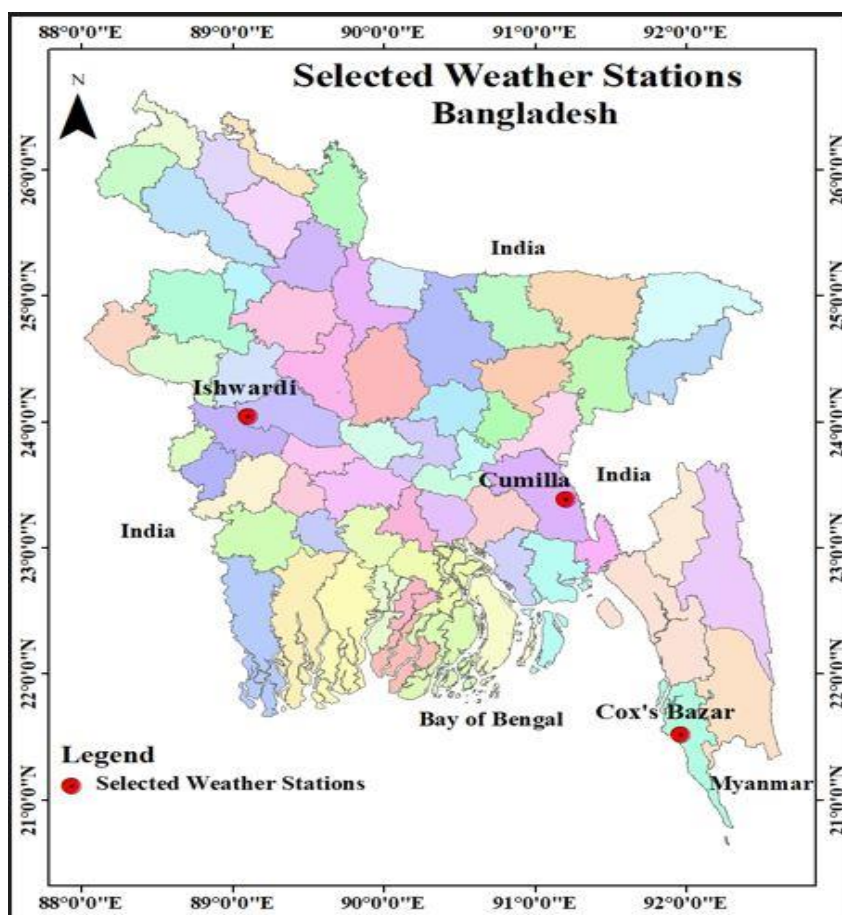 88°0'0"E 89°0'0"E 90°0'0"E 91°0'0"E 92°0'0"E
N
Selected Weather Stations
Bangladesh
26°0'0"N
26°0'0"N
India
25°0'0"N
25°0'0"N
Ishwardi
24°0'0"N
24°0'0"N
Cumilla
India
India
23°0'0"N
23°0'0"N
22°0'0"N
22°0'0"N
Cox's Bazar
Bay of Bengal
Legend
Selected Weather Stations
Myanmar
21°0'0"N
21°0'0"N
88°0'0"E 89°0'0"E 90°0'0"E 91°0'0"E 92°0'0"E